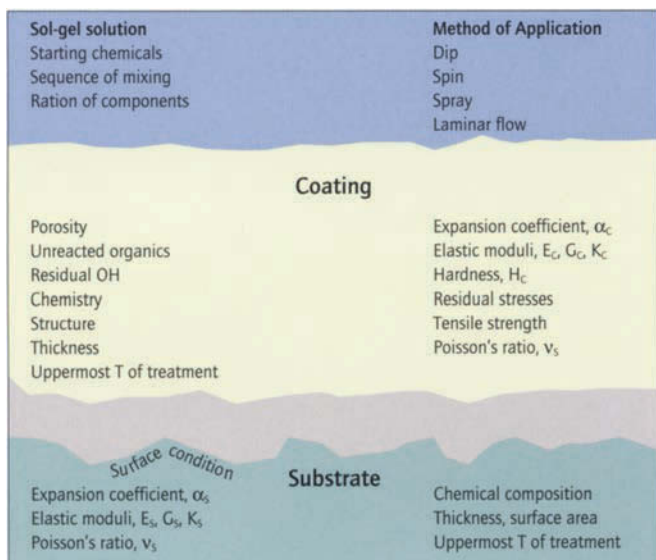 Sol-gel solution
Starting chemicals
Sequence of mixing
Ration of components
Method of Application
Dip
Spin
Spray
Laminar flow
Coating
Porosity
Unreacted organics
Residual OH
Chemistry
Structure
Thickness
Uppermost T of treatment
Expansion coefficient, αC
Elastic moduli, EC, GC, KC
Hardness, HC
Residual stresses
Tensile strength
Poisson's ratio, νS
Surface condition
Substrate
Expansion coefficient, αS
Elastic moduli, ES, GS, KS
Poisson's ratio, νS
Chemical composition
Thickness, surface area
Uppermost T of treatment